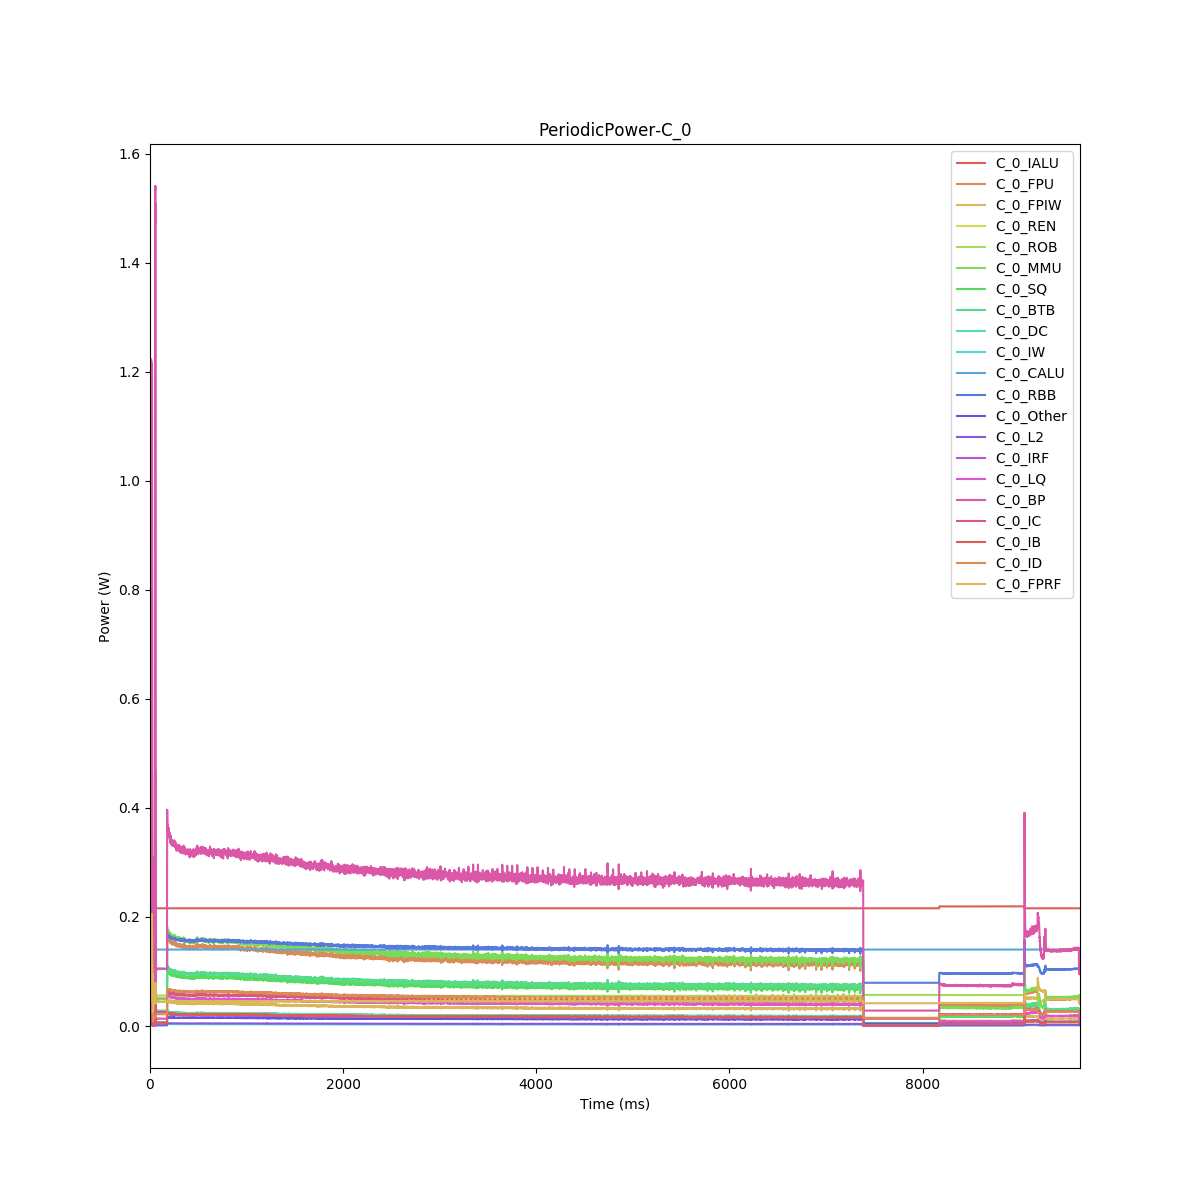 PeriodicPower-C_0
1.6
1.4
1.2
1.0
0.8
0.6
0.4
0.2
0.0
Power (W)
0
2000
4000
6000
8000
Time (ms)
C_0_IALU
C_0_FPU
C_0_FPIW
C_0_REN
C_0_ROB
C_0_MMU
C_0_SQ
C_0_BTB
C_0_DC
C_0_IW
C_0_CALU
C_0_RBB
C_0_Other
C_0_L2
C_0_IRF
C_0_LQ
C_0_BP
C_0_IC
C_0_IB
C_0_ID
C_0_FPRF